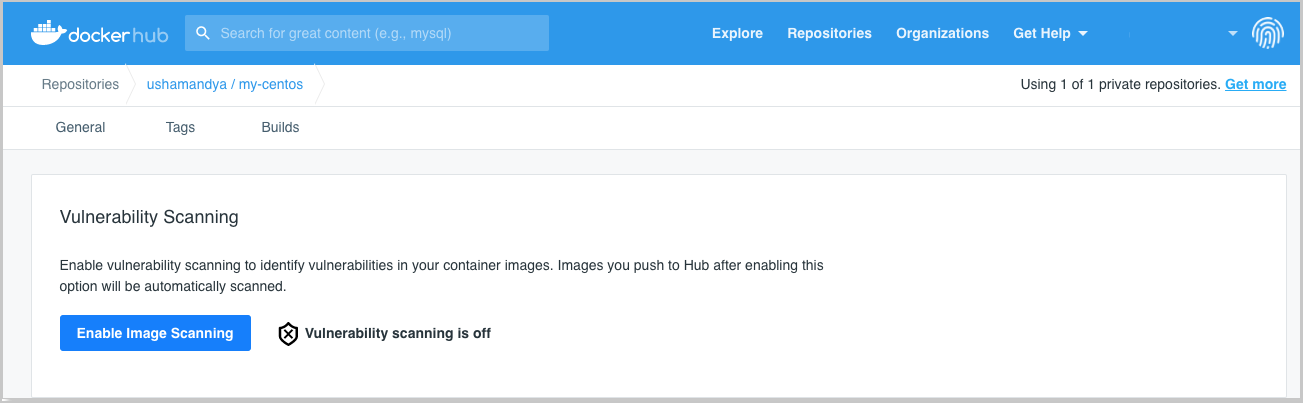 docker hub Search for great content (e.g., mysql) Explore Repositories Organizations Get Help
Repositories ushamandya / my-centos Using 1 of 1 private repositories. Get more
General Tags Builds
Vulnerability Scanning
Enable vulnerability scanning to identify vulnerabilities in your container images. Images you push to Hub after enabling this
option will be automatically scanned.
Enable Image Scanning Vulnerability scanning is off